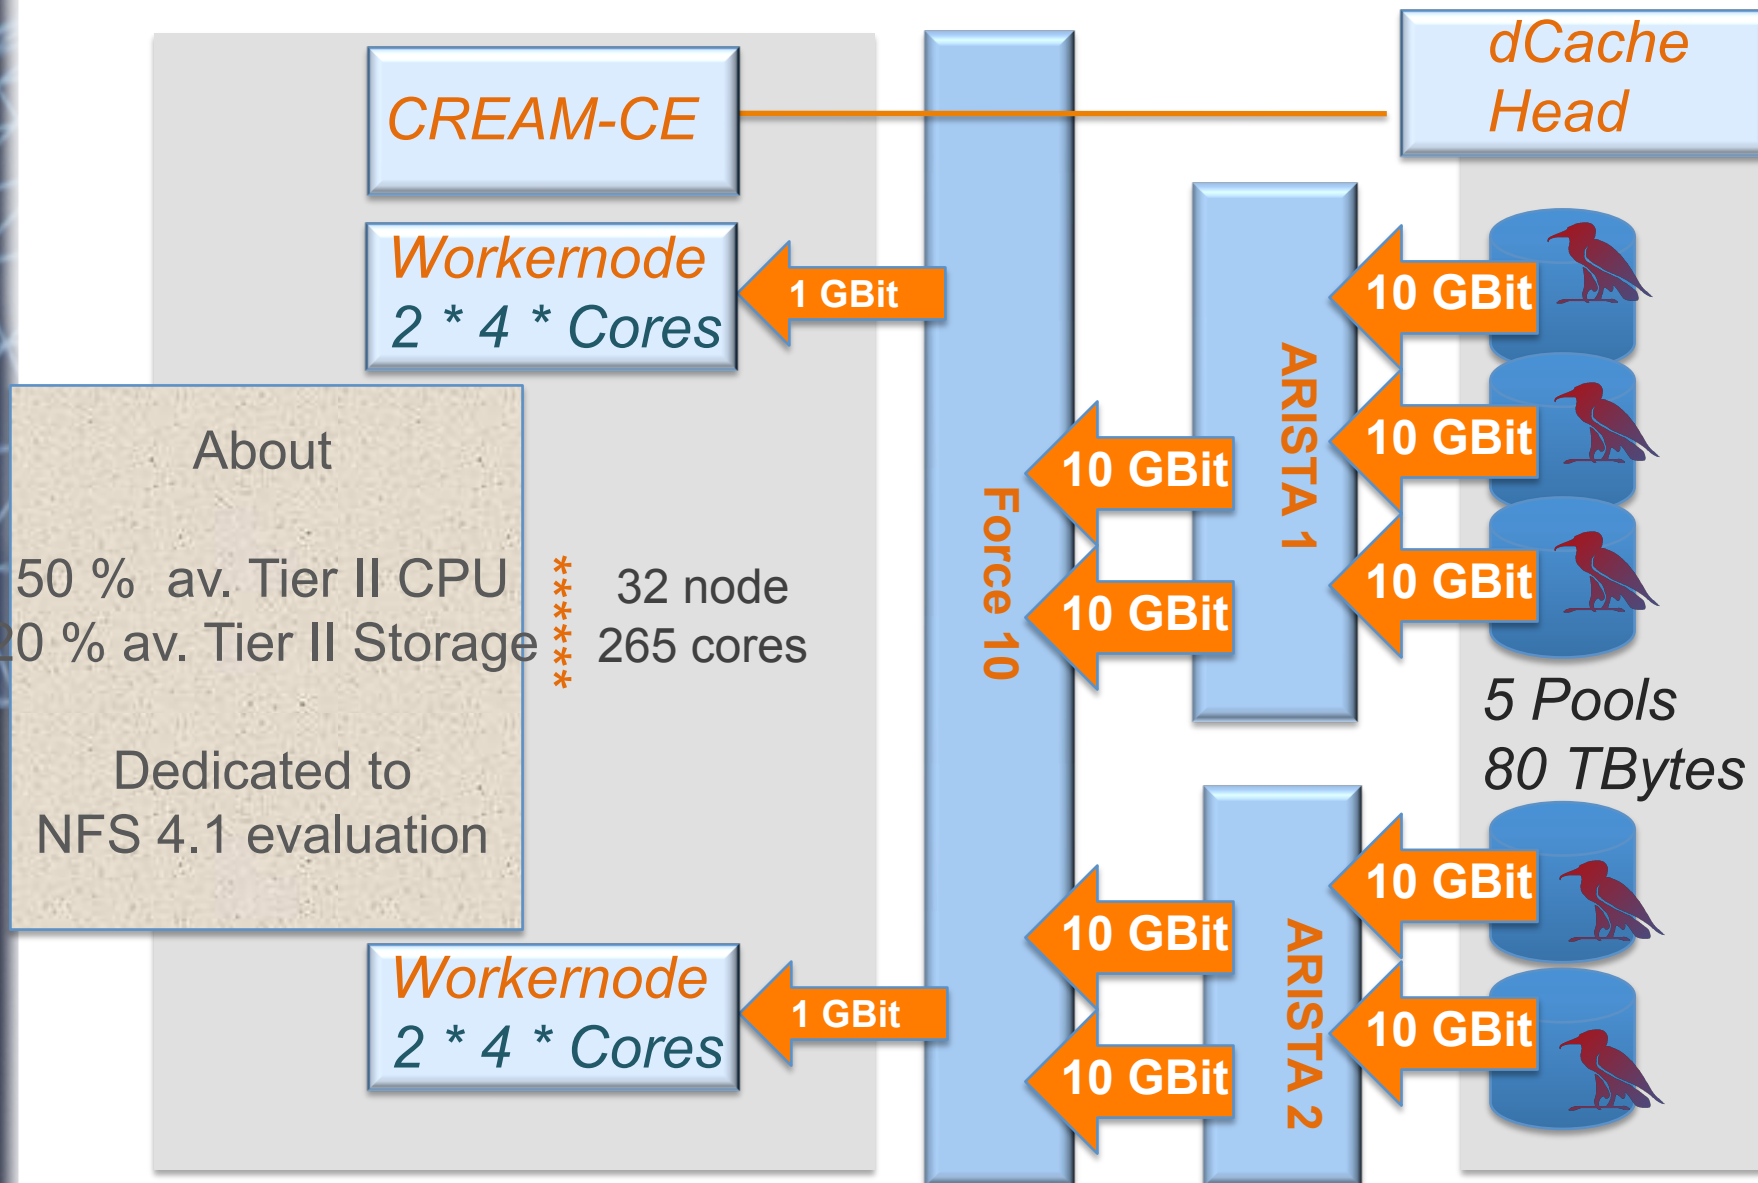 dCache
Head
CREAM-CE
Workernode
2 * 4 * Cores
1 GBit
10 GBit
10 GBit
10 GBit
ARISTA 1
10 GBit
10 GBit
Force 10
About
50 % av. Tier II CPU
20 % av. Tier II Storage
Dedicated to
NFS 4.1 evaluation
******
32 node
265 cores
5 Pools
80 TBytes
10 GBit
10 GBit
ARISTA 2
10 GBit
10 GBit
Workernode
2 * 4 * Cores
1 GBit